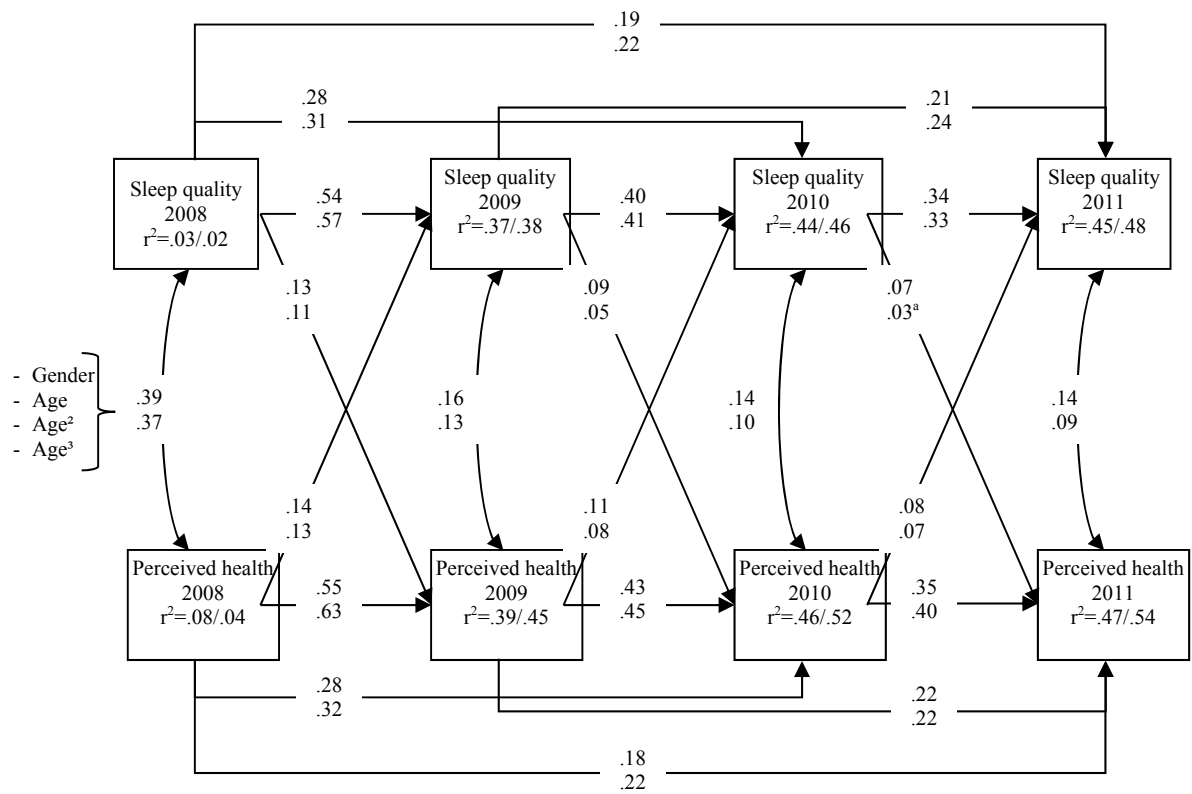 .19
.22
.28
.31
.21
.24
Sleep quality
2008
r²=.03/.02
.54
.57
Sleep quality
2009
r²=.37/.38
.40
.41
Sleep quality
2010
r²=.44/.46
.34
.33
Sleep quality
2011
r²=.45/.48
.13
.11
.09
.05
.07
.03ᵃ
- Gender
- Age
- Age²
- Age³
.39
.37
.16
.13
.14
.10
.14
.09
.14
.13
.11
.08
.08
.07
Perceived health
2008
r²=.08/.04
.55
.63
Perceived health
2009
r²=.39/.45
.43
.45
Perceived health
2010
r²=.46/.52
.35
.40
Perceived health
2011
r²=.47/.54
.28
.32
.22
.22
.18
.22